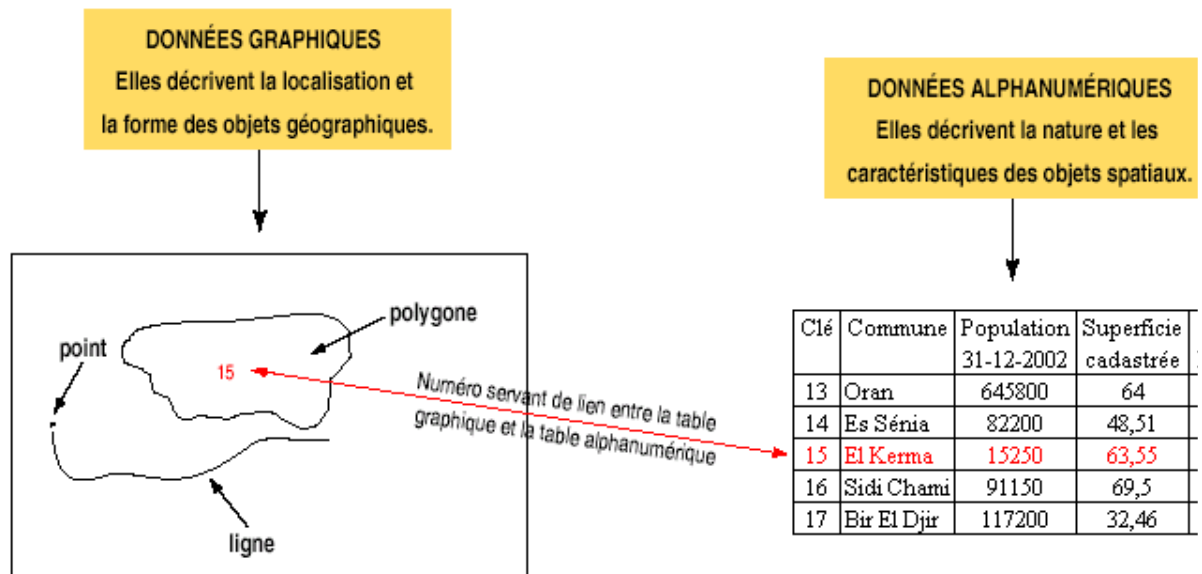 DONNÉES GRAPHIQUES
Elles décrivent la localisation et
la forme des objets géographiques.
DONNÉES ALPHANUMÉRIQUES
Elles décrivent la nature et les
caractéristiques des objets spatiaux.
polygone
point
15
ligne
Numéro servant de lien entre la table
graphique et la table alphanumérique
Clé Commune Population Superficie
31-12-2002 cadastrée
13 Oran 645800 64
14 Es Sénia 82200 48,51
15 El Kerma 15250 63,55
16 Sidi Chami 91150 69,5
17 Bir El Djir 117200 32,46